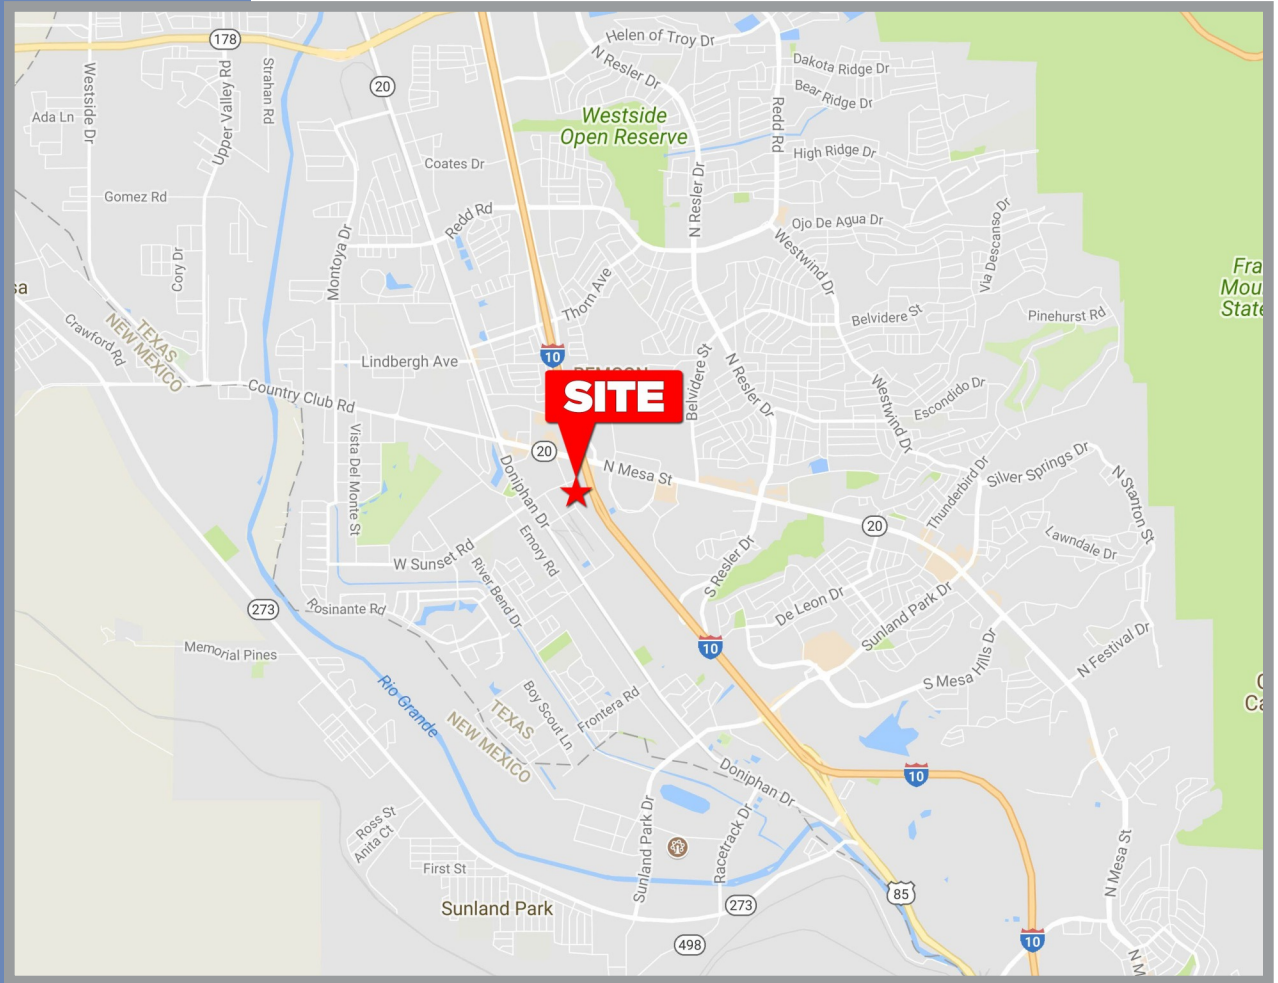 Helen of Troy Dr
178
N Resler Dr
Dakota Ridge Dr
20
Bear Ridge Dr
Westside Dr
Upper Valley Rd
Strahan Rd
Redd Rd
Ada Ln
Westside
Open Reserve
High Ridge Dr
Coates Dr
Gomez Rd
N Resler Dr
Redd Rd
Ojo De Agua Dr
Via Descanso Dr
Westwind Dr
Cory Dr
Montoya Dr
Thorn Ave
Fra
Mou
State
sa
Belvidere St
Pinehurst Rd
Crawford Rd
TEXAS
NEW MEXICO
10
Lindbergh Ave
Belvidere St
N Resler Dr
SITE
Westwind Dr
Escondido Dr
Country Club Rd
Vista Del Monte St
20
Doniphan Dr
N Mesa St
Silver Springs Dr
N Stanton St
Thunderbird Dr
20
Emory Rd
Lawndale Dr
W Sunset Rd
S Resler Dr
River Bend Dr
273
Rosinante Rd
De Leon Dr
Sunland Park Dr
Memorial Pines
10
S Mesa Hills Dr
N Festival Dr
Rio Grande
Boy Scout Ln
Frontera Rd
C
Ca
TEXAS
NEW MEXICO
Doniphan Dr
10
Ross St
Anita Ct
Sunland Park Dr
Racetrack Dr
First St
N Mesa St
85
Sunland Park
273
498
10
N M